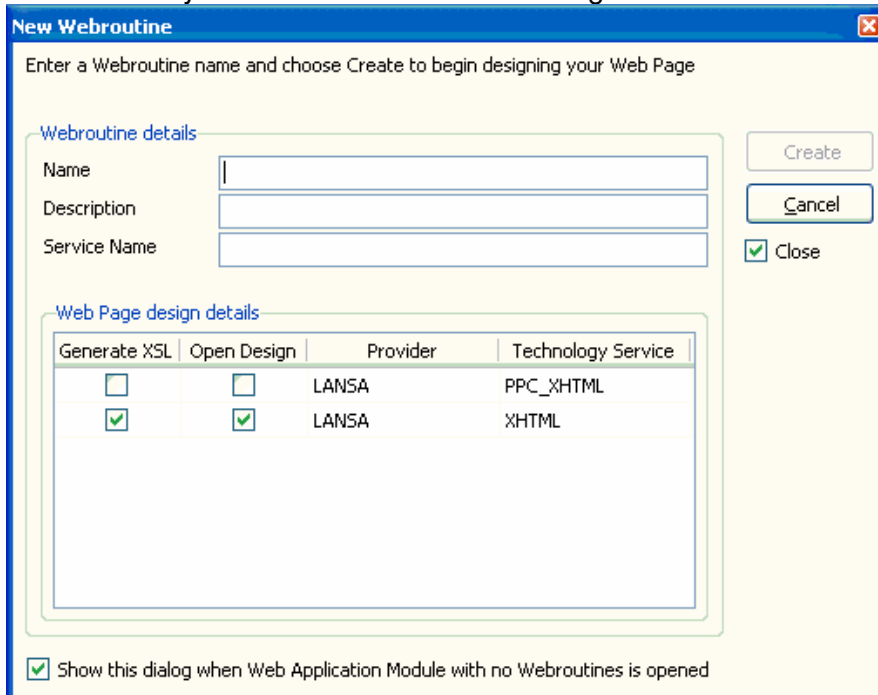 New Webroutine
Enter a Webroutine name and choose Create to begin designing your Web Page
Webroutine details
Name
Create
Description
Cancel
Service Name
Close
Web Page design details
Generate XSL Open Design Provider Technology Service
LANSA PPC_XHTML
LANSA XHTML
Show this dialog when Web Application Module with no Webroutines is opened